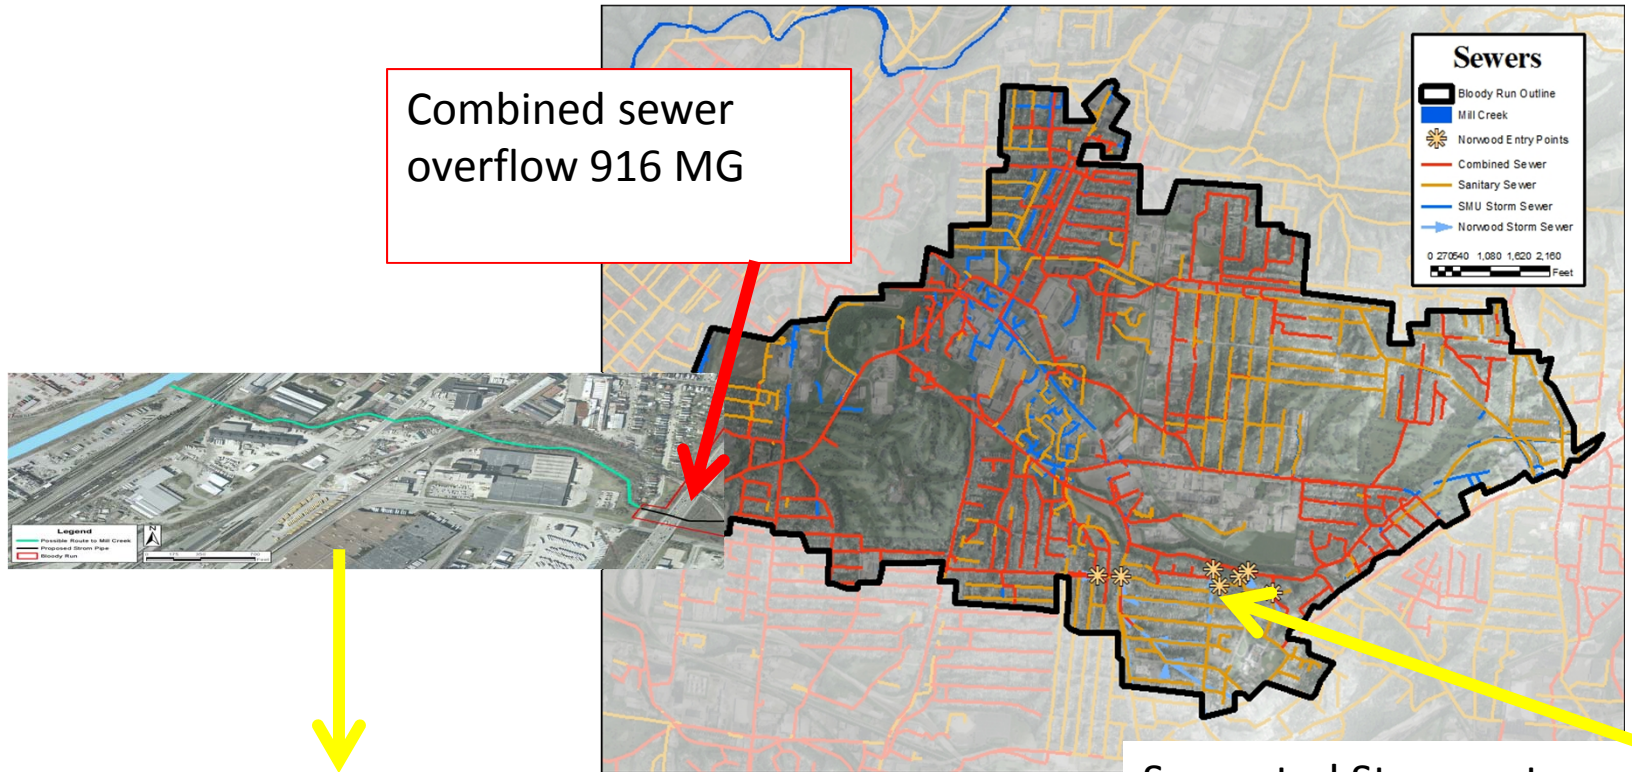 Combined sewer
overflow 916 MG
Sewers
Bloody Run Outline
Mill Creek
Norwood Entry Points
Combined Sewer
Sanitary Sewer
SMU Storm Sewer
Norwood Storm Sewer
0 270540 1,080 1,620 2,160
Feet
Legend
Possible Route to Mill Creek
Proposed Strom Pipe
Bloody Run
N